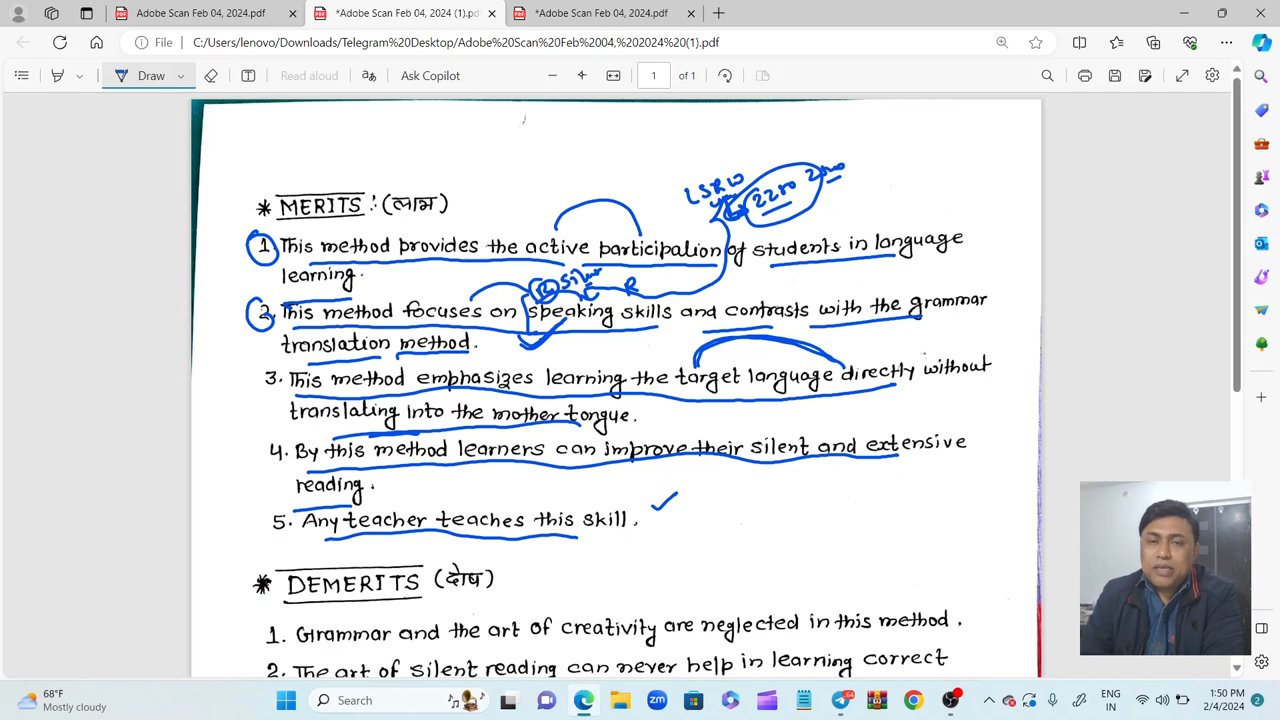 Adobe Scan Feb 04, 2024.pdf
*Adobe Scan Feb 04, 2024 (1).pdf
*Adobe Scan Feb 04, 2024.pdf
File C:/Users/lenovo/Downloads/Telegram%20Desktop/Adobe%20Scan%20Feb%2004,%202024%20(1).pdf
Draw Read aloud Ask Copilot 1 of 1
LSRW
* MERITS :- (लाभ)
1. This method provides the active participation of students in language
learning.
R
2. This method focuses on speaking skills and contrasts with the grammar
translation method.
3. This method emphasizes learning the target language directly without
translating into the mother tongue.
4. By this method learners can improve their silent and extensive
reading.
5. Any teacher teaches this skill.
* DEMERITS (दोष)
1. Grammar and the art of creativity are neglected in this method.
2. The art of silent reading can never help in learning correct
68°F
Mostly cloudy
Search
zm
64
ENG
IN
1:50 PM
2/4/2024
2